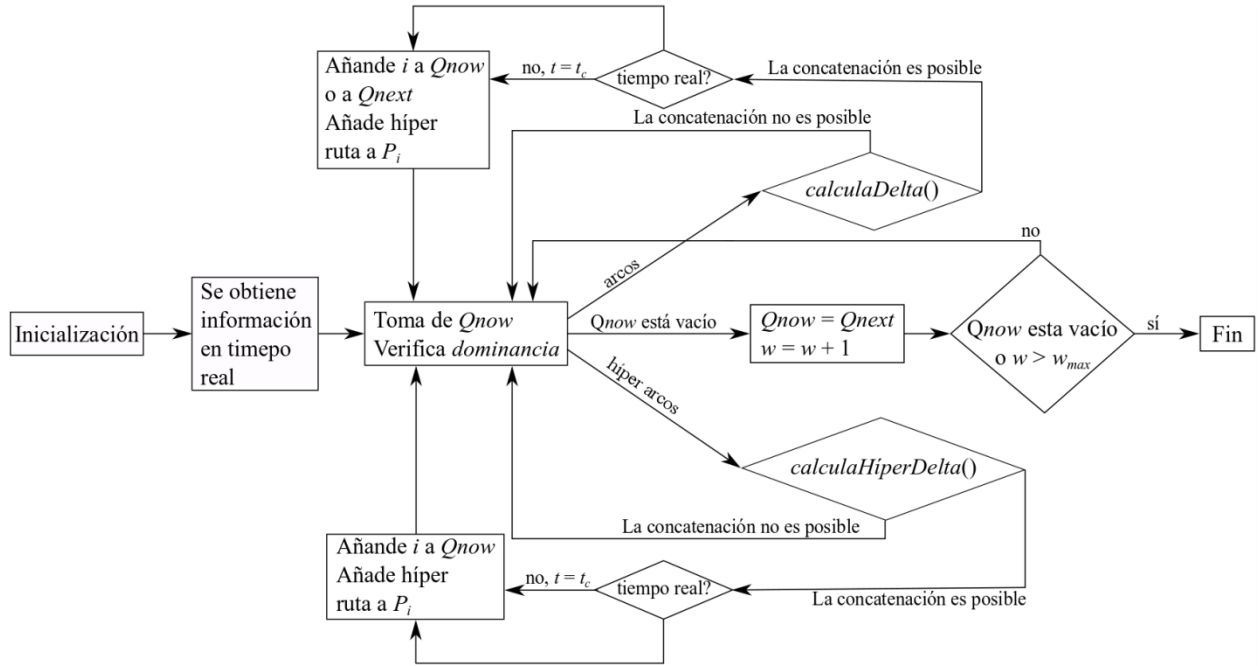 Añande i a Qnow
o a Qnext
Añade híper
ruta a Pi
no, t = tc
tiempo real?
La concatenación es posible
La concatenación no es posible
calculaDelta()
no
arcos
Inicialización
Se obtiene
información
en timepo
real
Toma de Qnow
Verifica dominancia
Qnow está vacío
Qnow = Qnext
w = w + 1
Qnow esta vacío
o w > wmax
sí
Fin
híper arcos
calculaHíperDelta()
La concatenación no es posible
Añande i a Qnow
Añade híper
ruta a Pi
no, t = tc
tiempo real?
La concatenación es posible